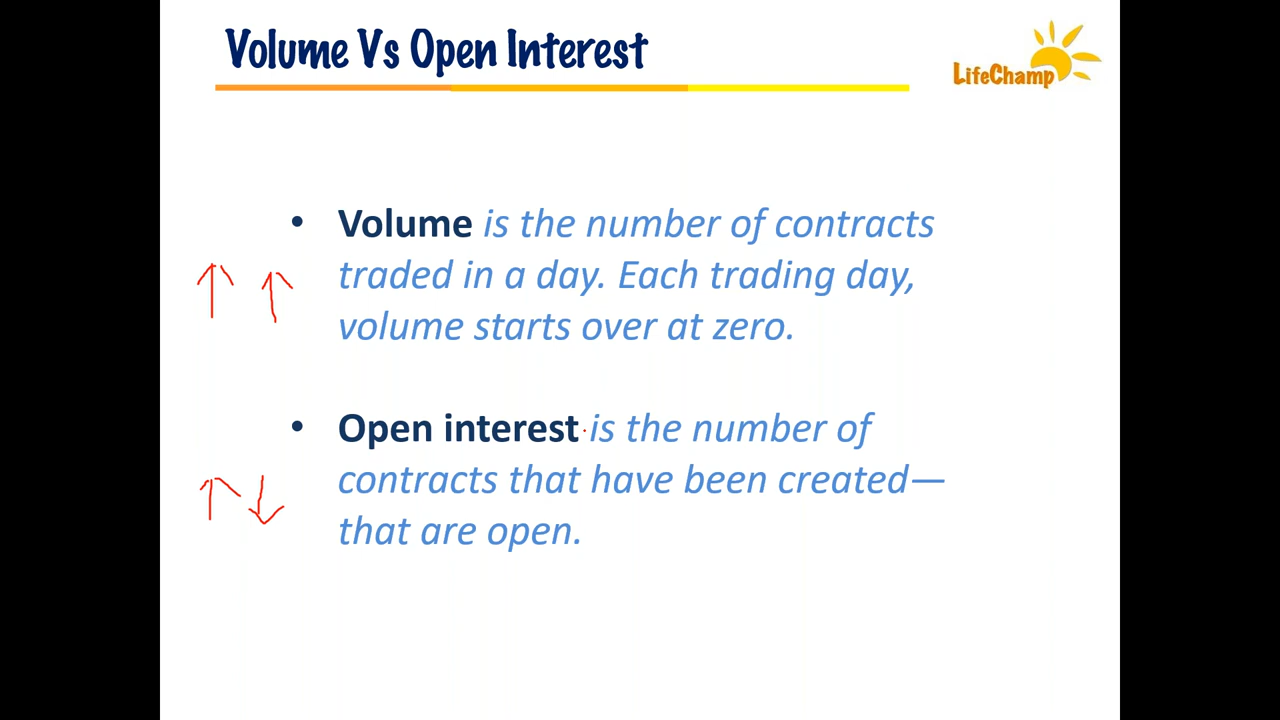 Volume Vs Open Interest
LifeChamp
• Volume is the number of contracts
traded in a day. Each trading day,
volume starts over at zero.
• Open interest is the number of
contracts that have been created—
that are open.